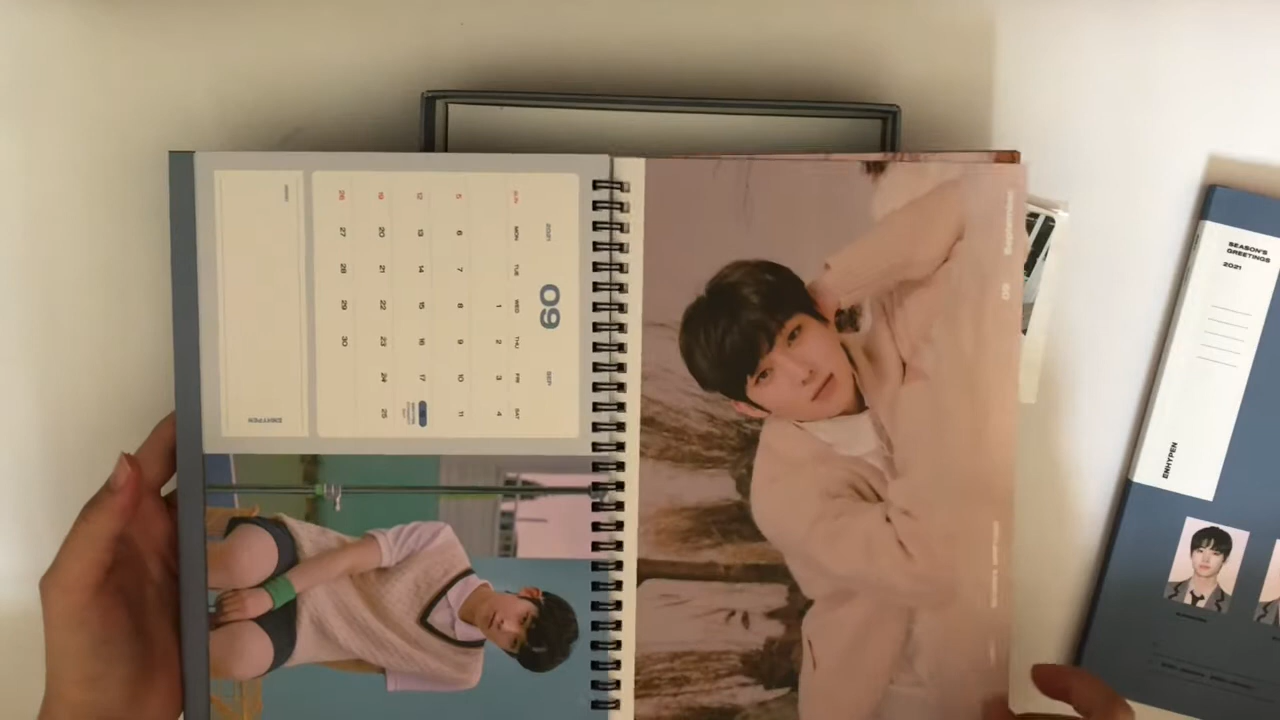 2021
09
SEP
SUN MON TUE WED THU FRI SAT
1 2 3 4
5 6 7 8 9 10 11
12 13 14 15 16 17
19 20 21 22 23 24 25
26 27 28 29 30
ENHYPEN
September
SEASON'S
GREETINGS
2021
ENHYPEN